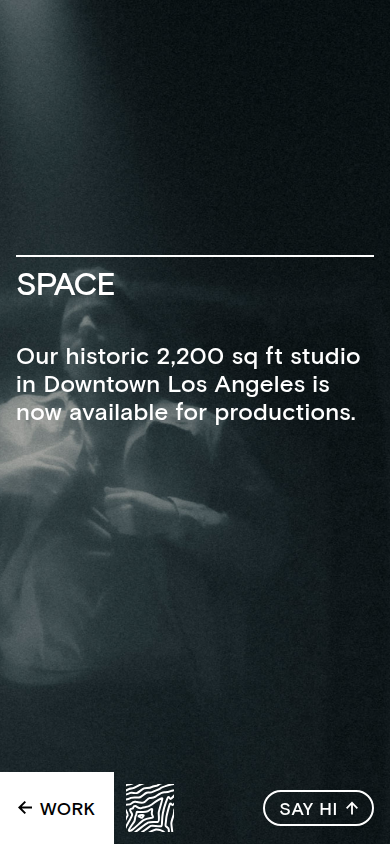 SPACE
Our historic 2,200 sq ft studio
in Downtown Los Angeles is
now available for productions.
← WORK
SAY HI ↑